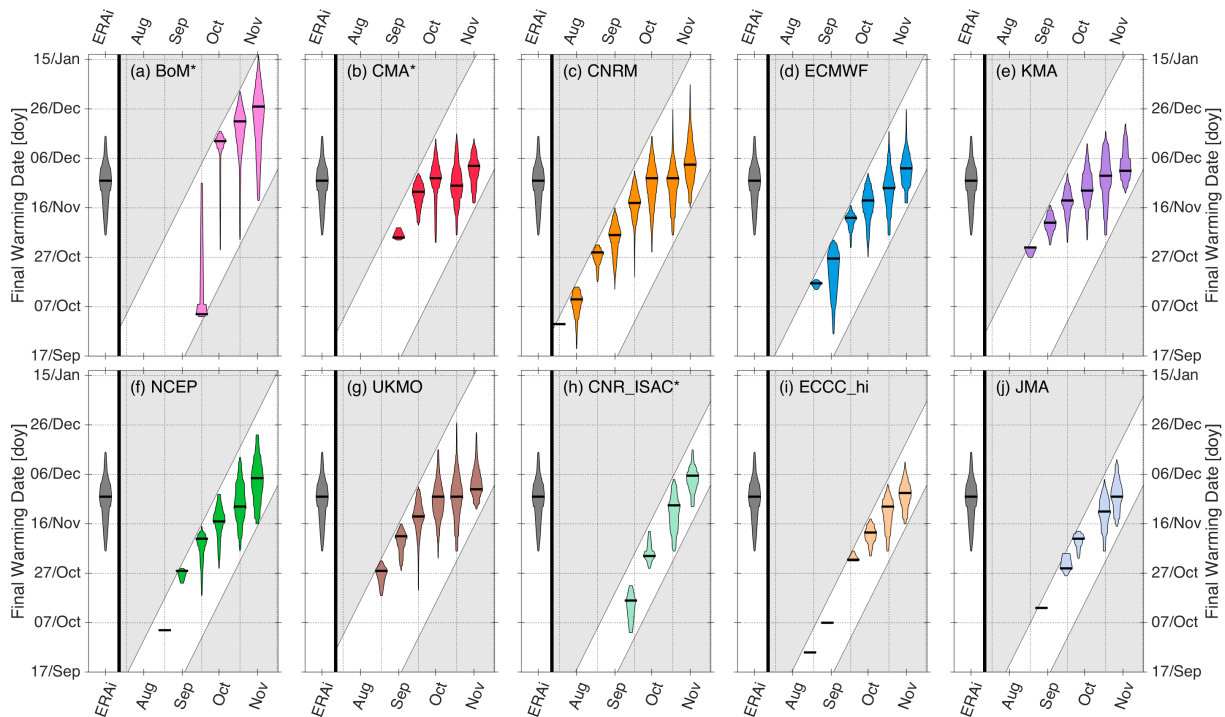 ERAi Aug Sep Oct Nov ERAi Aug Sep Oct Nov ERAi Aug Sep Oct Nov ERAi Aug Sep Oct Nov ERAi Aug Sep Oct Nov
Final Warming Date [doy]
15/Jan
26/Dec
06/Dec
16/Nov
27/Oct
07/Oct
17/Sep
(a) BoM*
(b) CMA*
(c) CNRM
(d) ECMWF
(e) KMA
15/Jan
26/Dec
06/Dec
16/Nov
27/Oct
07/Oct
17/Sep
Final Warming Date [doy]
Final Warming Date [doy]
15/Jan
26/Dec
06/Dec
16/Nov
27/Oct
07/Oct
17/Sep
(f) NCEP
(g) UKMO
(h) CNR_ISAC*
(i) ECCC_hi
(j) JMA
15/Jan
26/Dec
06/Dec
16/Nov
27/Oct
07/Oct
17/Sep
Final Warming Date [doy]
ERAi Aug Sep Oct Nov ERAi Aug Sep Oct Nov ERAi Aug Sep Oct Nov ERAi Aug Sep Oct Nov ERAi Aug Sep Oct Nov